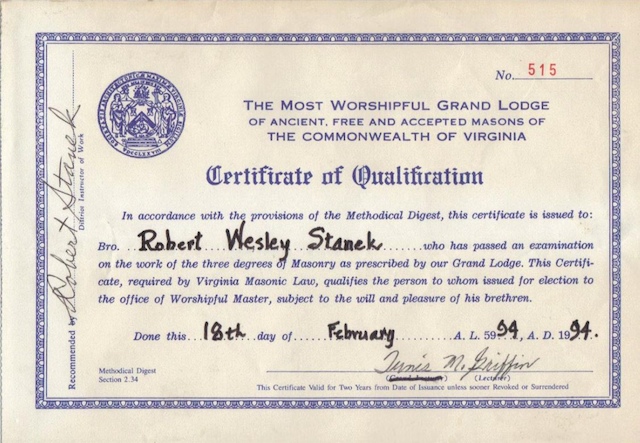 No. 515
THE MOST WORSHIPFUL GRAND LODGE
OF ANCIENT, FREE AND ACCEPTED MASONS OF
THE COMMONWEALTH OF VIRGINIA
Certificate of Qualification
In accordance with the provisions of the Methodical Digest, this certificate is issued to:
Bro. Robert Wesley Stanek who has passed an examination
on the work of the three degrees of Masonry as prescribed by our Grand Lodge. This Certifi-
cate, required by Virginia Masonic Law, qualifies the person to whom issued for election to
the office of Worshipful Master, subject to the will and pleasure of his brethren.
Done this 18th day of February A. L. 5994, A. D. 1994.
Tunis M. Griffin
(Lecturer)
Methodical Digest
Section 2.34
This Certificate Valid for Two Years from Date of Issuance unless sooner Revoked or Surrendered
Recommended by Robert Stanek
District Instructor of Work